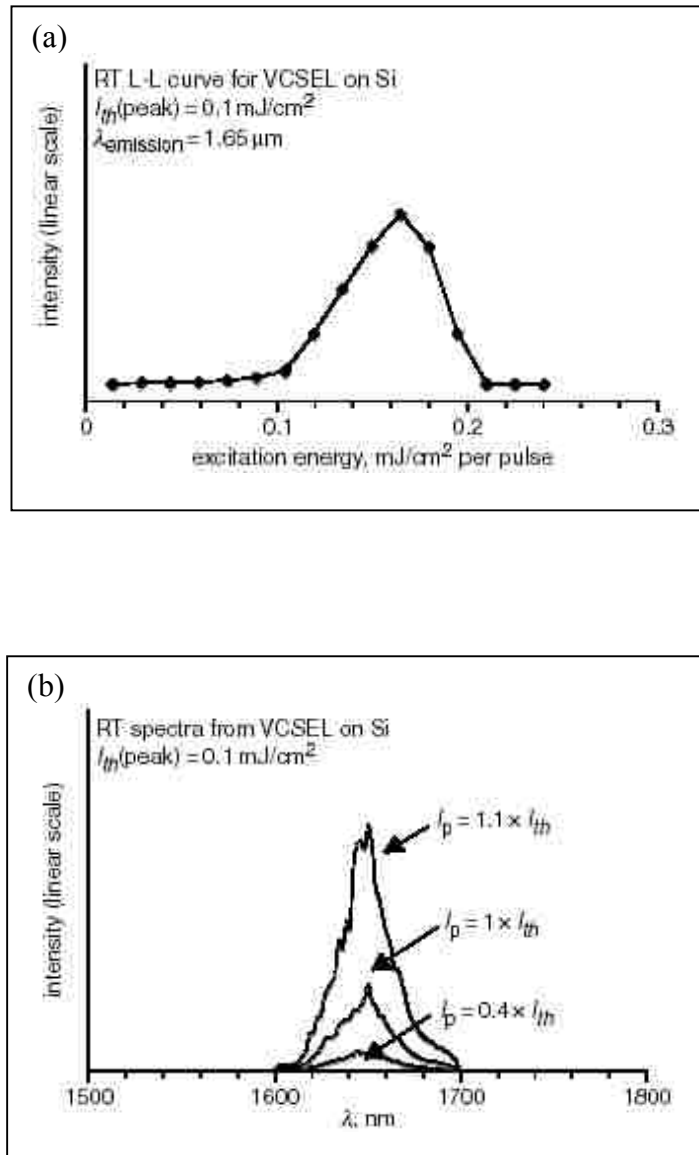 (a)
RT L-L curve for VCSEL on Si
Ith(peak) = 0.1 mJ/cm²
λemission = 1.65 µm
intensity (linear scale)
0 0.1 0.2 0.3
excitation energy, mJ/cm² per pulse
(b)
RT spectra from VCSEL on Si
Ith(peak) = 0.1 mJ/cm²
Ip = 1.1 × Ith
Ip = 1 × Ith
Ip = 0.4 × Ith
intensity (linear scale)
1500 1600 1700 1800
λ, nm